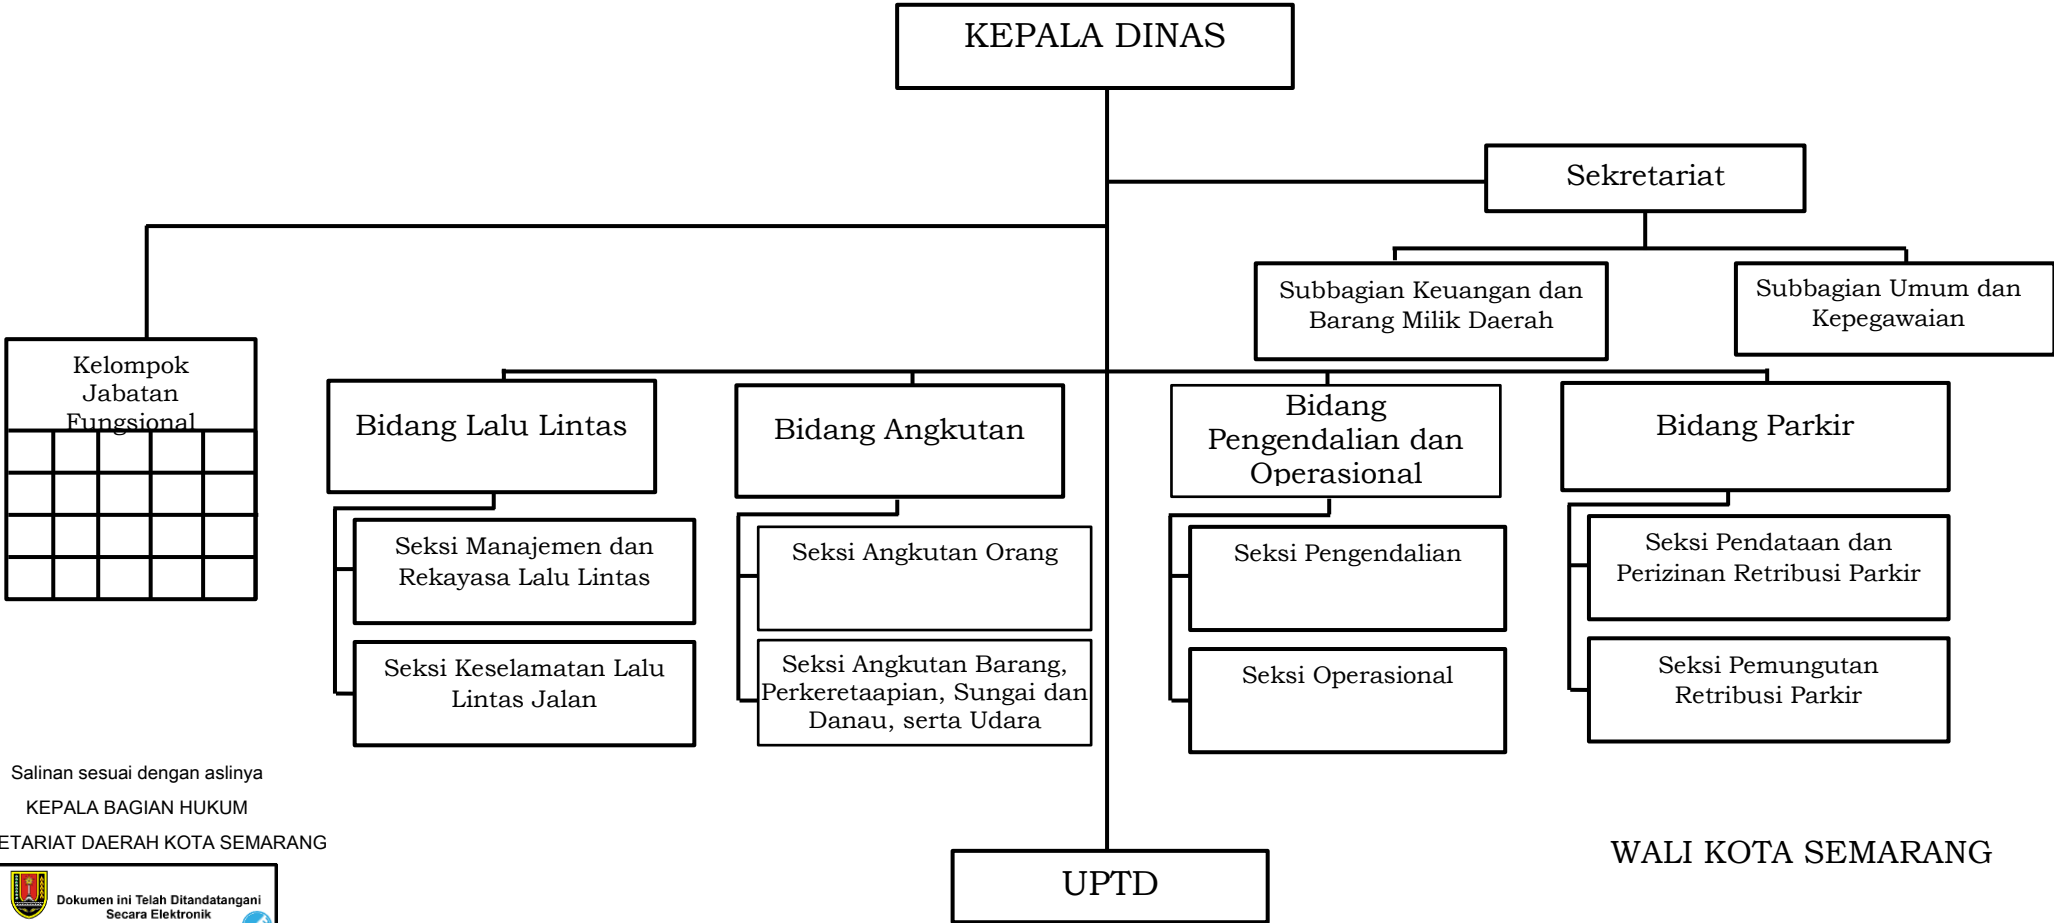 KEPALA DINAS
Sekretariat
Subbagian Keuangan dan
Barang Milik Daerah
Subbagian Umum dan
Kepegawaian
Kelompok
Jabatan
Fungsional
Bidang Lalu Lintas
Bidang Angkutan
Bidang
Pengendalian dan
Operasional
Bidang Parkir
Seksi Manajemen dan
Rekayasa Lalu Lintas
Seksi Keselamatan Lalu
Lintas Jalan
Seksi Angkutan Orang
Seksi Angkutan Barang,
Perkeretaapian, Sungai dan
Danau, serta Udara
Seksi Pengendalian
Seksi Operasional
Seksi Pendataan dan
Perizinan Retribusi Parkir
Seksi Pemungutan
Retribusi Parkir
Salinan sesuai dengan aslinya
KEPALA BAGIAN HUKUM
ETARIAT DAERAH KOTA SEMARANG
Dokumen ini Telah Ditandatangani
Secara Elektronik
UPTD
WALI KOTA SEMARANG